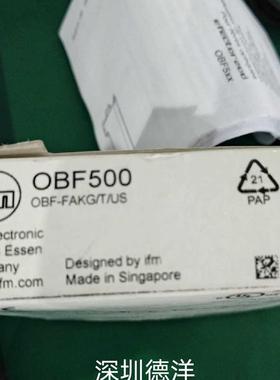 OBF5xx
OBF500
OBF-FAKG/T/US
21
PAP
ectronic
Essen
any
fm.com
Designed by ifm
Made in Singapore
深圳德洋